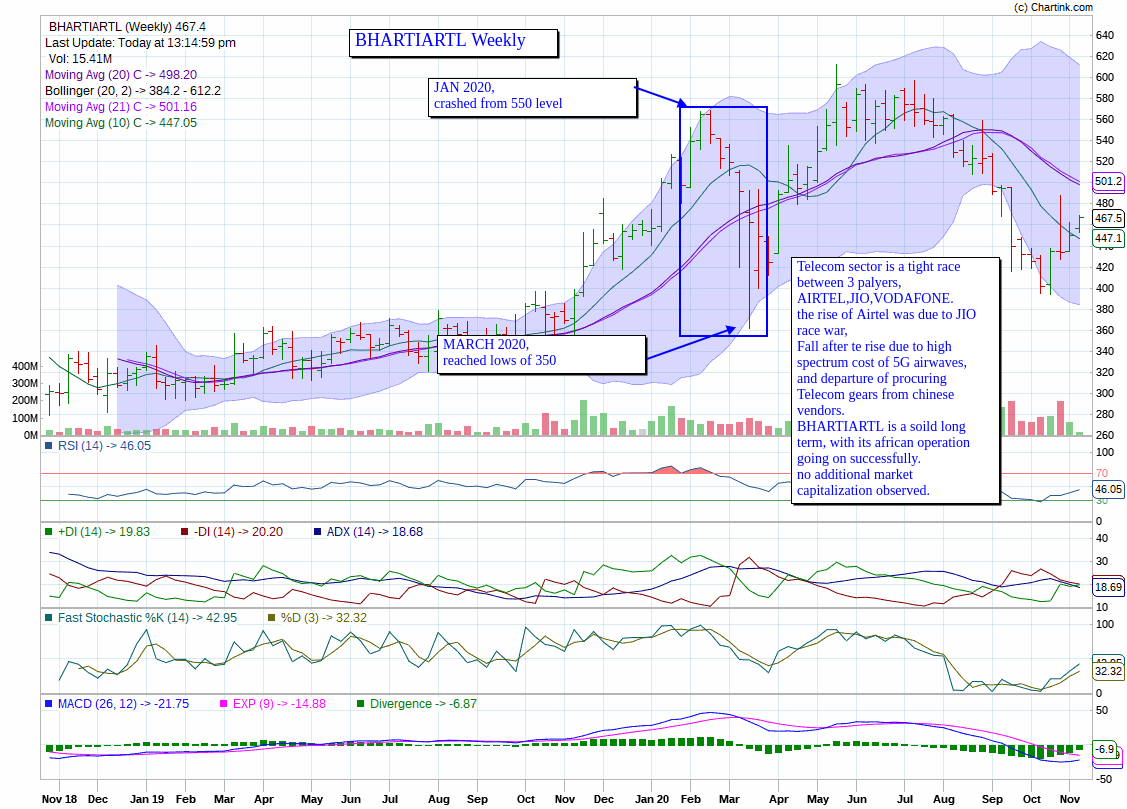 (c) Chartink.com
BHARTIARTL (Weekly) 467.4
Last Update: Today at 13:14:59 pm
Vol: 15.41M
Moving Avg (20) C -> 498.20
Bollinger (20, 2) -> 384.2 - 612.2
Moving Avg (21) C -> 501.16
Moving Avg (10) C -> 447.05
BHARTIARTL Weekly
JAN 2020,
crashed from 550 level
MARCH 2020,
reached lows of 350
Telecom sector is a tight race
between 3 palyers,
AIRTEL,JIO,VODAFONE.
the rise of Airtel was due to JIO
race war,
Fall after te rise due to high
spectrum cost of 5G airwaves,
and departure of procuring
Telecom gears from chinese
vendors.
BHARTIARTL is a soild long
term, with its african operation
going on successfully.
no additional market
capitalization observed.
640
620
600
580
560
540
520
501.2
480
467.5
447.1
420
400
380
360
340
320
300
280
260
400M
300M
200M
100M
0M
RSI (14) -> 46.05
100
70
46.05
30
0
+DI (14) -> 19.83 -DI (14) -> 20.20 ADX (14) -> 18.68
40
30
18.69
10
Fast Stochastic %K (14) -> 42.95 %D (3) -> 32.32
100
32.32
0
MACD (26, 12) -> -21.75 EXP (9) -> -14.88 Divergence -> -6.87
50
-6.9
-50
Nov 18 Dec Jan 19 Feb Mar Apr May Jun Jul Aug Sep Oct Nov Dec Jan 20 Feb Mar Apr May Jun Jul Aug Sep Oct Nov